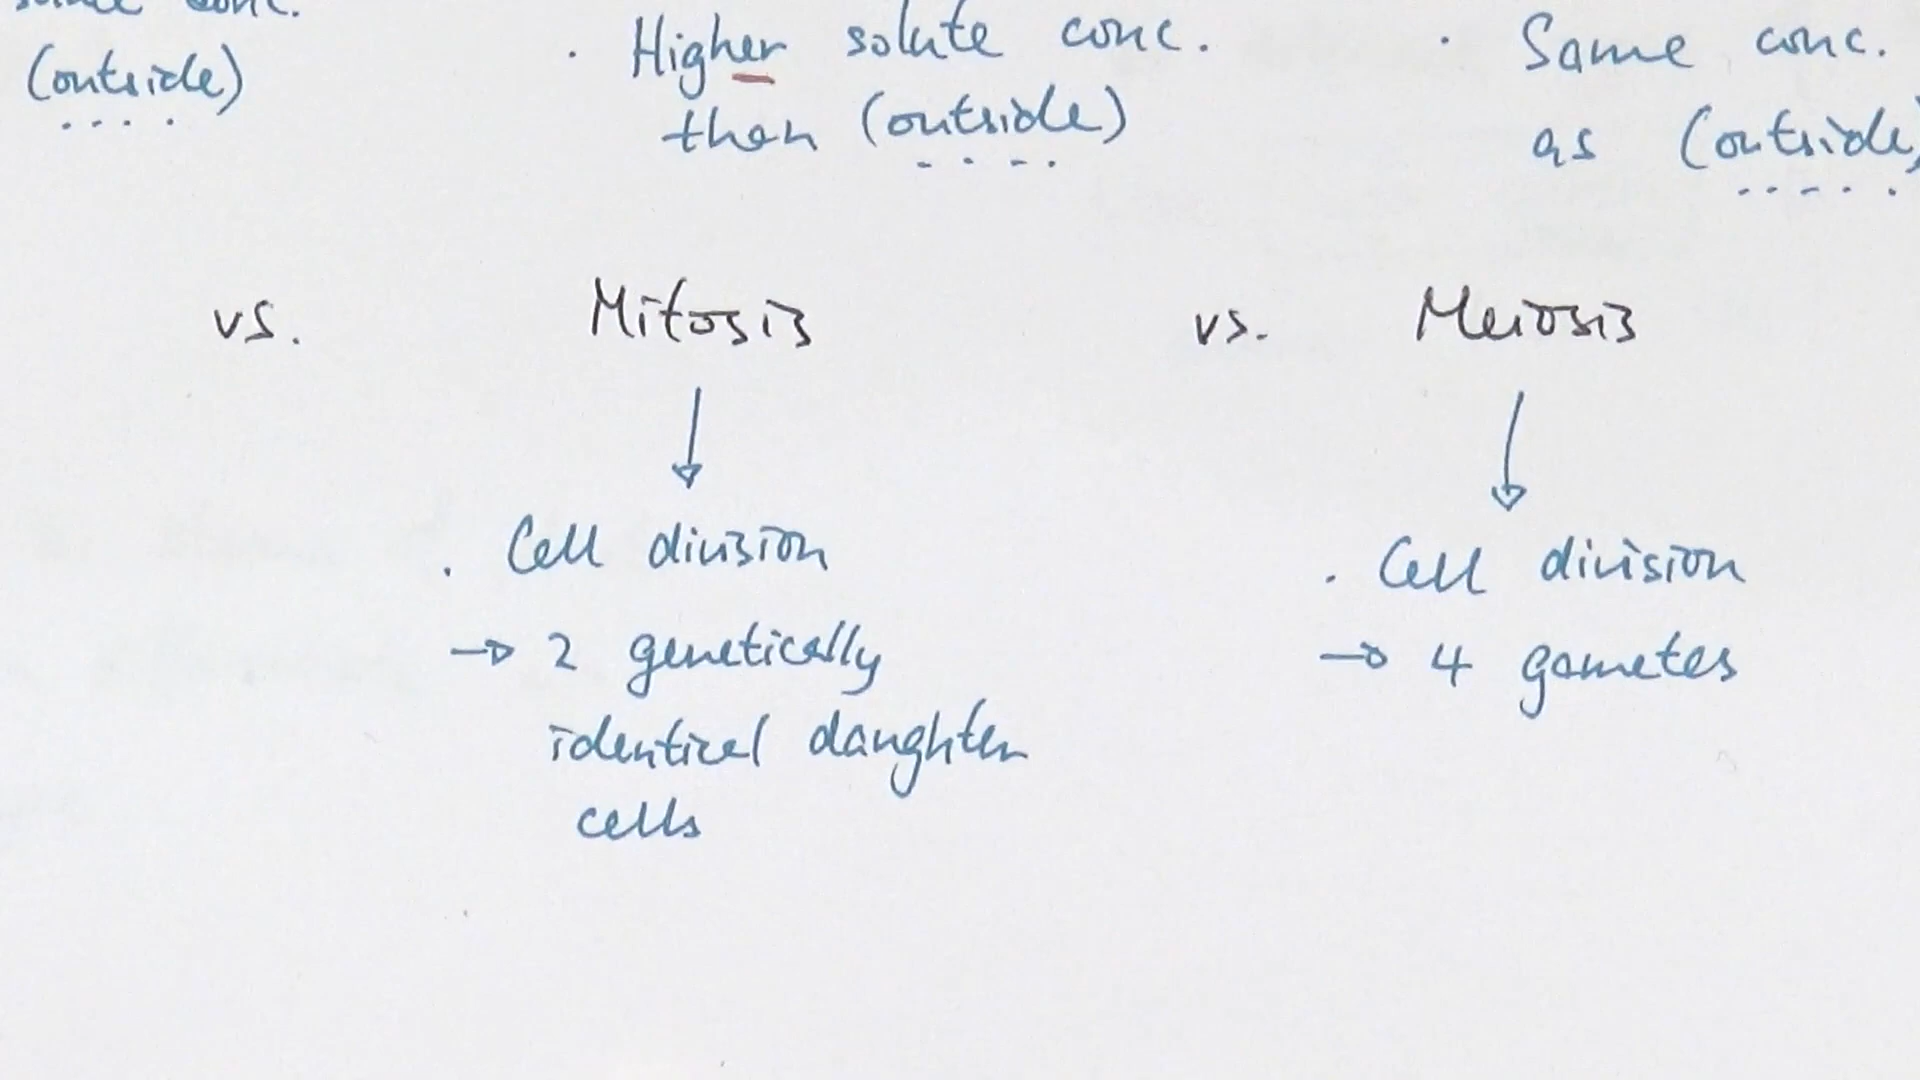 conc.
(outside)
· Higher solute conc.
than (outside)
· Same conc.
as (outside)
vs. Mitosis vs. Meiosis
. Cell division
→ 2 genetically
identical daughter
cells
. Cell division
→ 4 gametes